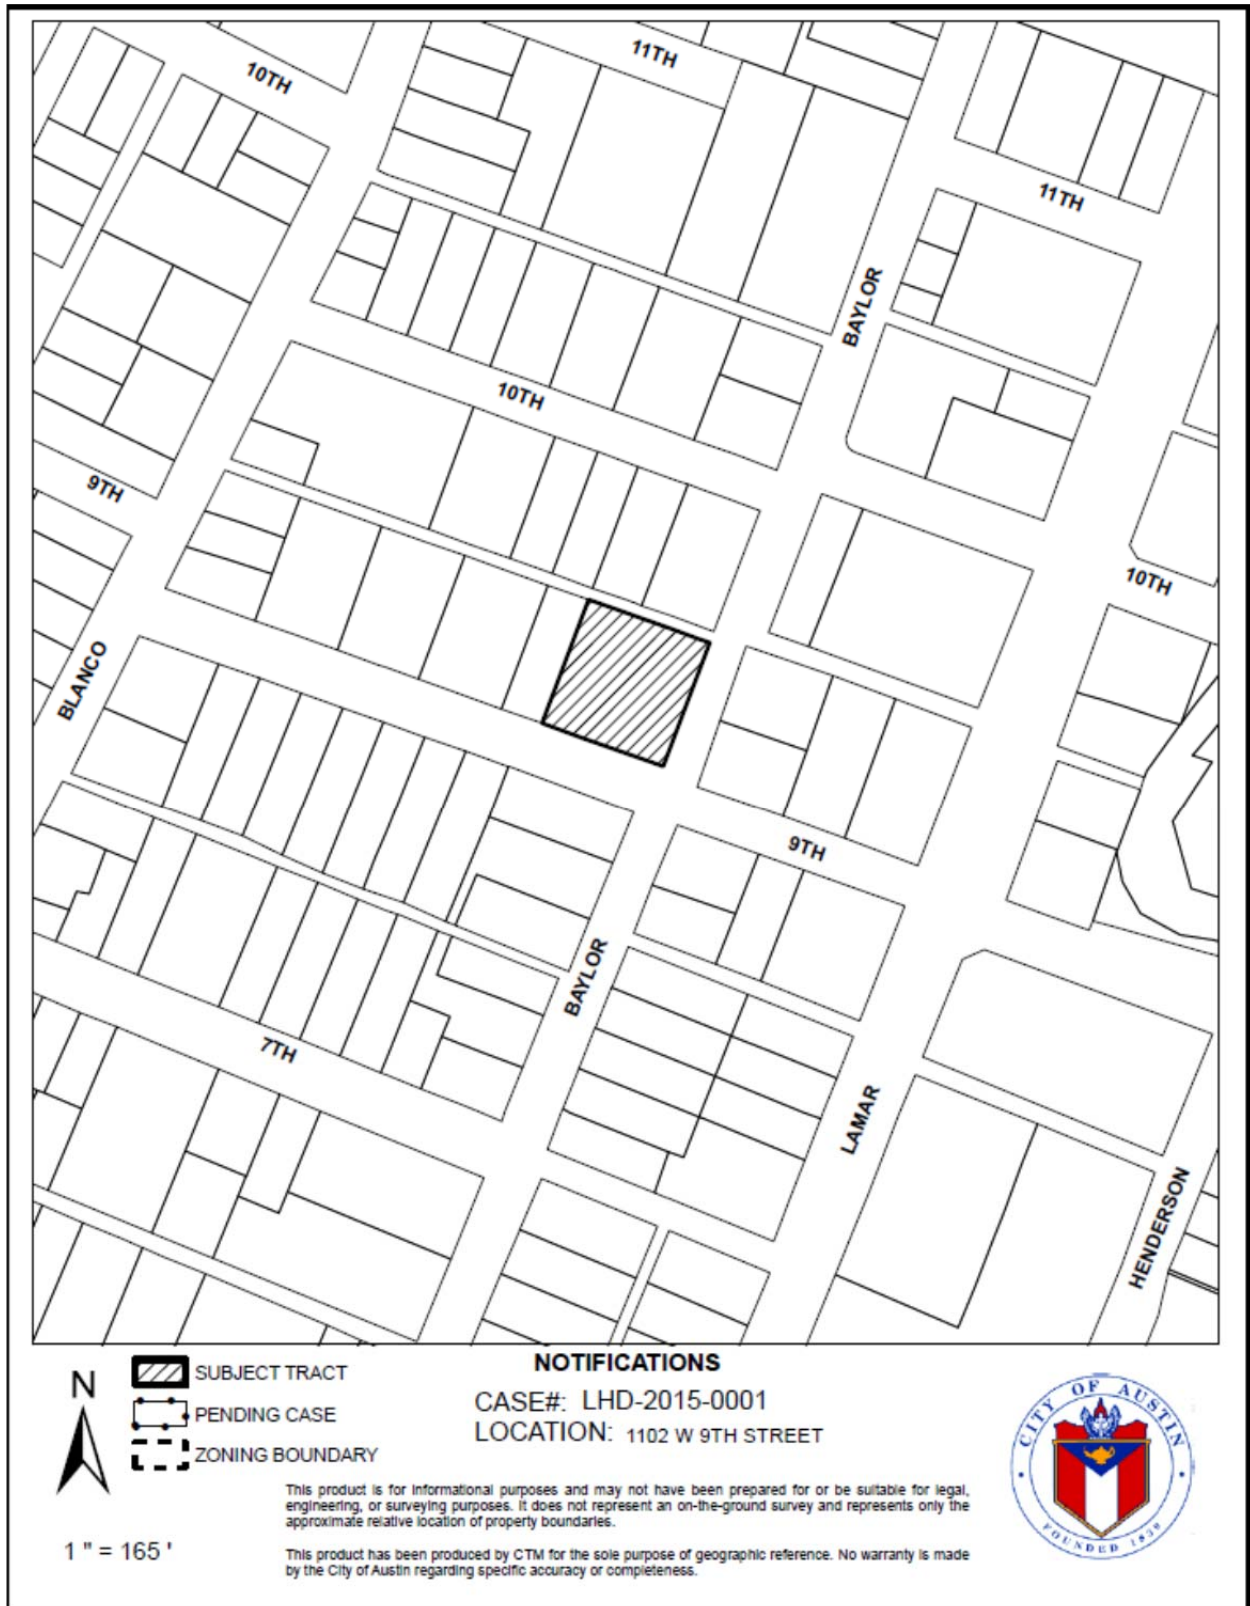 10TH
11TH
11TH
BAYLOR
10TH
9TH
10TH
BLANCO
9TH
BAYLOR
7TH
LAMAR
HENDERSON
NOTIFICATIONS
N
SUBJECT TRACT
CASE#: LHD-2015-0001
PENDING CASE
LOCATION: 1102 W 9TH STREET
ZONING BOUNDARY
CITY OF AUSTIN
FOUNDED 1839
This product is for informational purposes and may not have been prepared for or be suitable for legal,
engineering, or surveying purposes. It does not represent an on-the-ground survey and represents only the
approximate relative location of property boundaries.
1 " = 165 '
This product has been produced by CTM for the sole purpose of geographic reference. No warranty is made
by the City of Austin regarding specific accuracy or completeness.